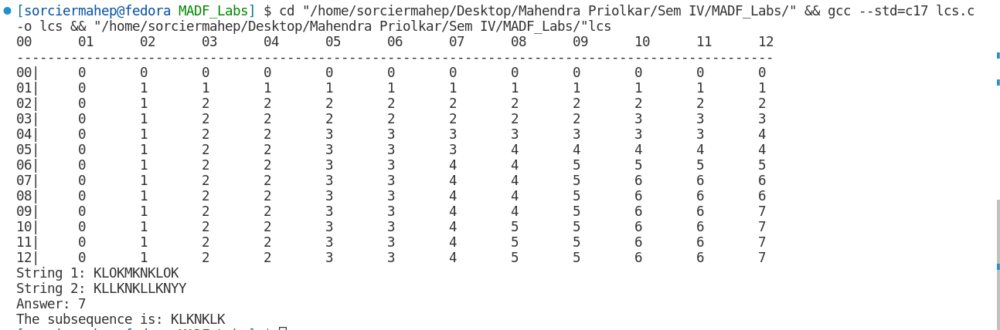 [sorciermahep@fedora MADF_Labs] $ cd "/home/sorciermahep/Desktop/Mahendra Priolkar/Sem IV/MADF_Labs/" && gcc --std=c17 lcs.c
-o lcs && "/home/sorciermahep/Desktop/Mahendra Priolkar/Sem IV/MADF_Labs/"lcs
00 01 02 03 04 05 06 07 08 09 10 11 12
--------------------------------------------------------------------------------------------------
00| 0 0 0 0 0 0 0 0 0 0 0 0
01| 0 1 1 1 1 1 1 1 1 1 1 1
02| 0 1 2 2 2 2 2 2 2 2 2 2
03| 0 1 2 2 2 2 2 2 2 3 3 3
04| 0 1 2 2 3 3 3 3 3 3 3 4
05| 0 1 2 2 3 3 3 4 4 4 4 4
06| 0 1 2 2 3 3 4 4 5 5 5 5
07| 0 1 2 2 3 3 4 4 5 6 6 6
08| 0 1 2 2 3 3 4 4 5 6 6 6
09| 0 1 2 2 3 3 4 4 5 6 6 7
10| 0 1 2 2 3 3 4 5 5 6 6 7
11| 0 1 2 2 3 3 4 5 5 6 6 7
12| 0 1 2 2 3 3 4 5 5 6 6 7
String 1: KLOKMKNKLOK
String 2: KLLKNKLLKNYY
Answer: 7
The subsequence is: KLKNKLK